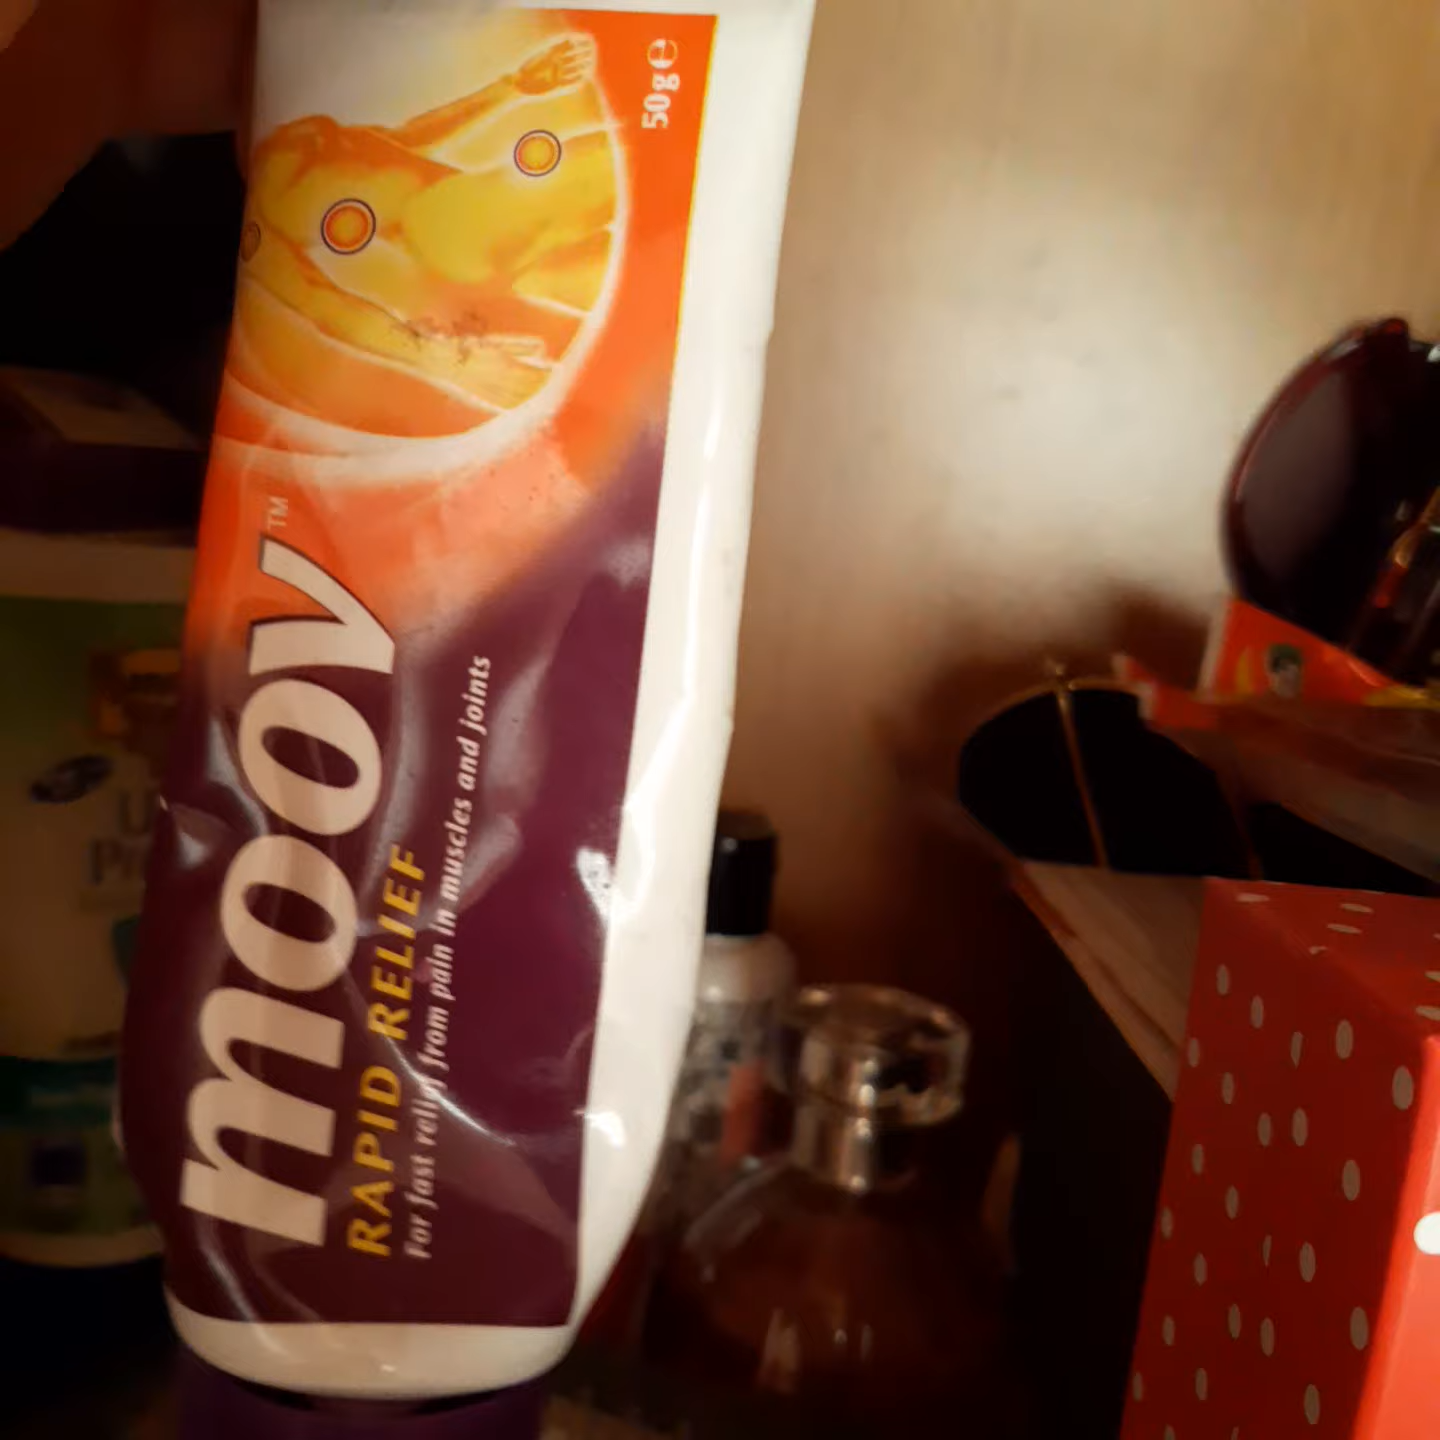 moov™
RAPID RELIEF
For fast relief from pain in muscles and joints
50g℮